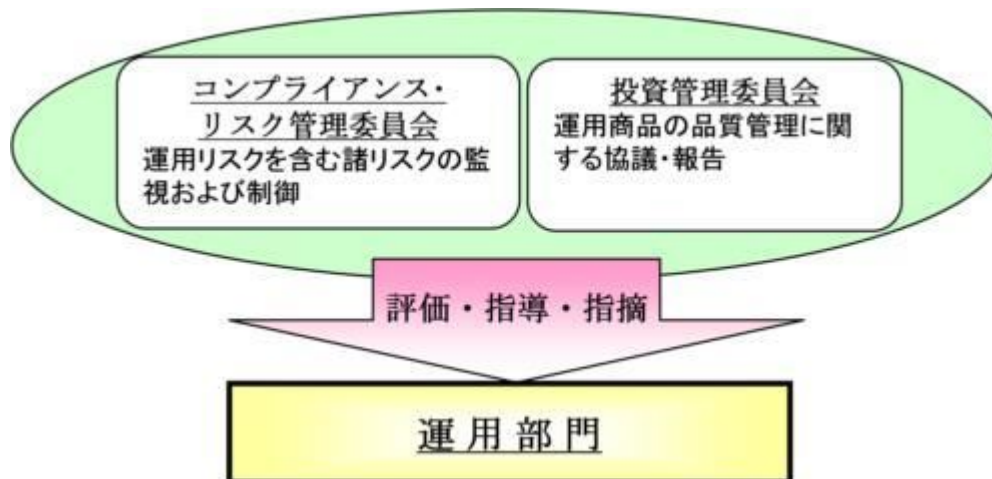 コンプライアンス・
リスク管理委員会
運用リスクを含む諸リスクの監
視および制御
投資管理委員会
運用商品の品質管理に関
する協議・報告
評価・指導・指摘
運用部門